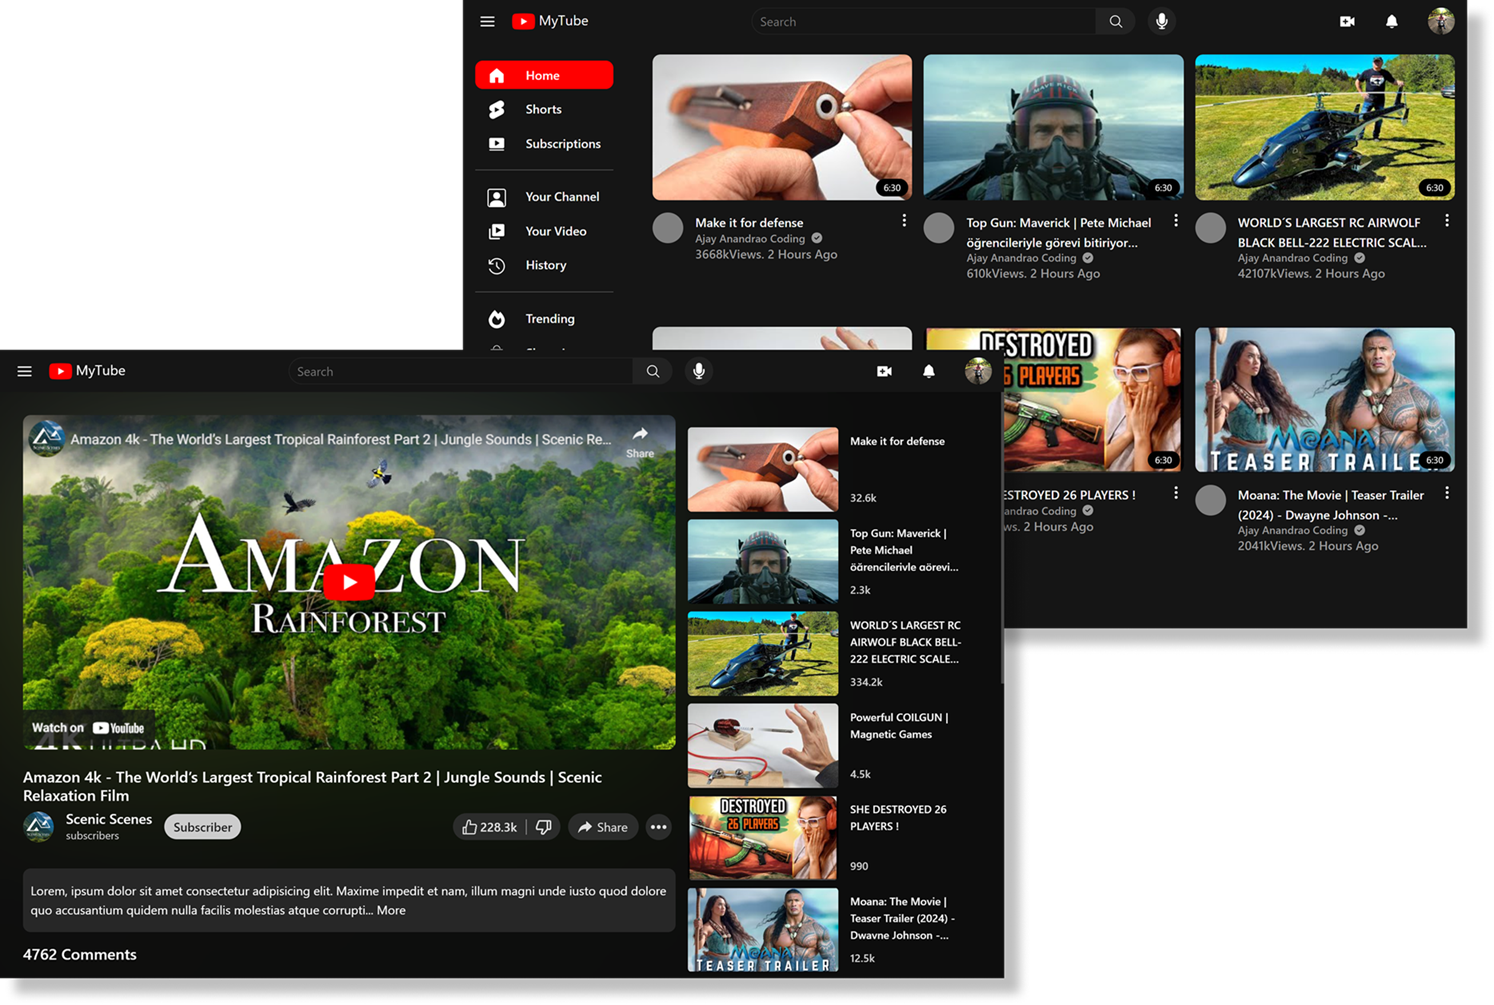 MyTube
Search
Home
Shorts
Subscriptions
Your Channel
Your Video
History
Trending
MAVERICK
6:30
Make it for defense
Ajay Anandrao Coding
3668kViews. 2 Hours Ago
6:30
Top Gun: Maverick | Pete Michael
öğrencileriyle görevi bitiriyor...
Ajay Anandrao Coding
610kViews. 2 Hours Ago
6:30
WORLD´S LARGEST RC AIRWOLF
BLACK BELL-222 ELECTRIC SCAL...
Ajay Anandrao Coding
42107kViews. 2 Hours Ago
DESTROYED
6 PLAYERS
6:30
ESTROYED 26 PLAYERS !
anandrao Coding
ws. 2 Hours Ago
MOANA
TEASER TRAILE
6:30
Moana: The Movie | Teaser Trailer
(2024) - Dwayne Johnson -...
Ajay Anandrao Coding
2041kViews. 2 Hours Ago
MyTube
Search
Amazon 4k - The World's Largest Tropical Rainforest Part 2 | Jungle Sounds | Scenic Re...
Share
AMAZON
RAINFOREST
Watch on YouTube
4K ULTRA HD
Amazon 4k - The World's Largest Tropical Rainforest Part 2 | Jungle Sounds | Scenic
Relaxation Film
Scenic Scenes
subscribers
Subscriber
228.3k
Share
Lorem, ipsum dolor sit amet consectetur adipisicing elit. Maxime impedit et nam, illum magni unde iusto quod dolore
quo accusantium quidem nulla facilis molestias atque corrupti... More
4762 Comments
Make it for defense
32.6k
Top Gun: Maverick |
Pete Michael
öğrencileriyle görevi...
2.3k
WORLD´S LARGEST RC
AIRWOLF BLACK BELL-
222 ELECTRIC SCALE...
334.2k
Powerful COILGUN |
Magnetic Games
4.5k
DESTROYED
26 PLAYERS
SHE DESTROYED 26
PLAYERS !
990
MOANA
TEASER TRAILER
Moana: The Movie |
Teaser Trailer (2024) -
Dwayne Johnson -...
12.5k